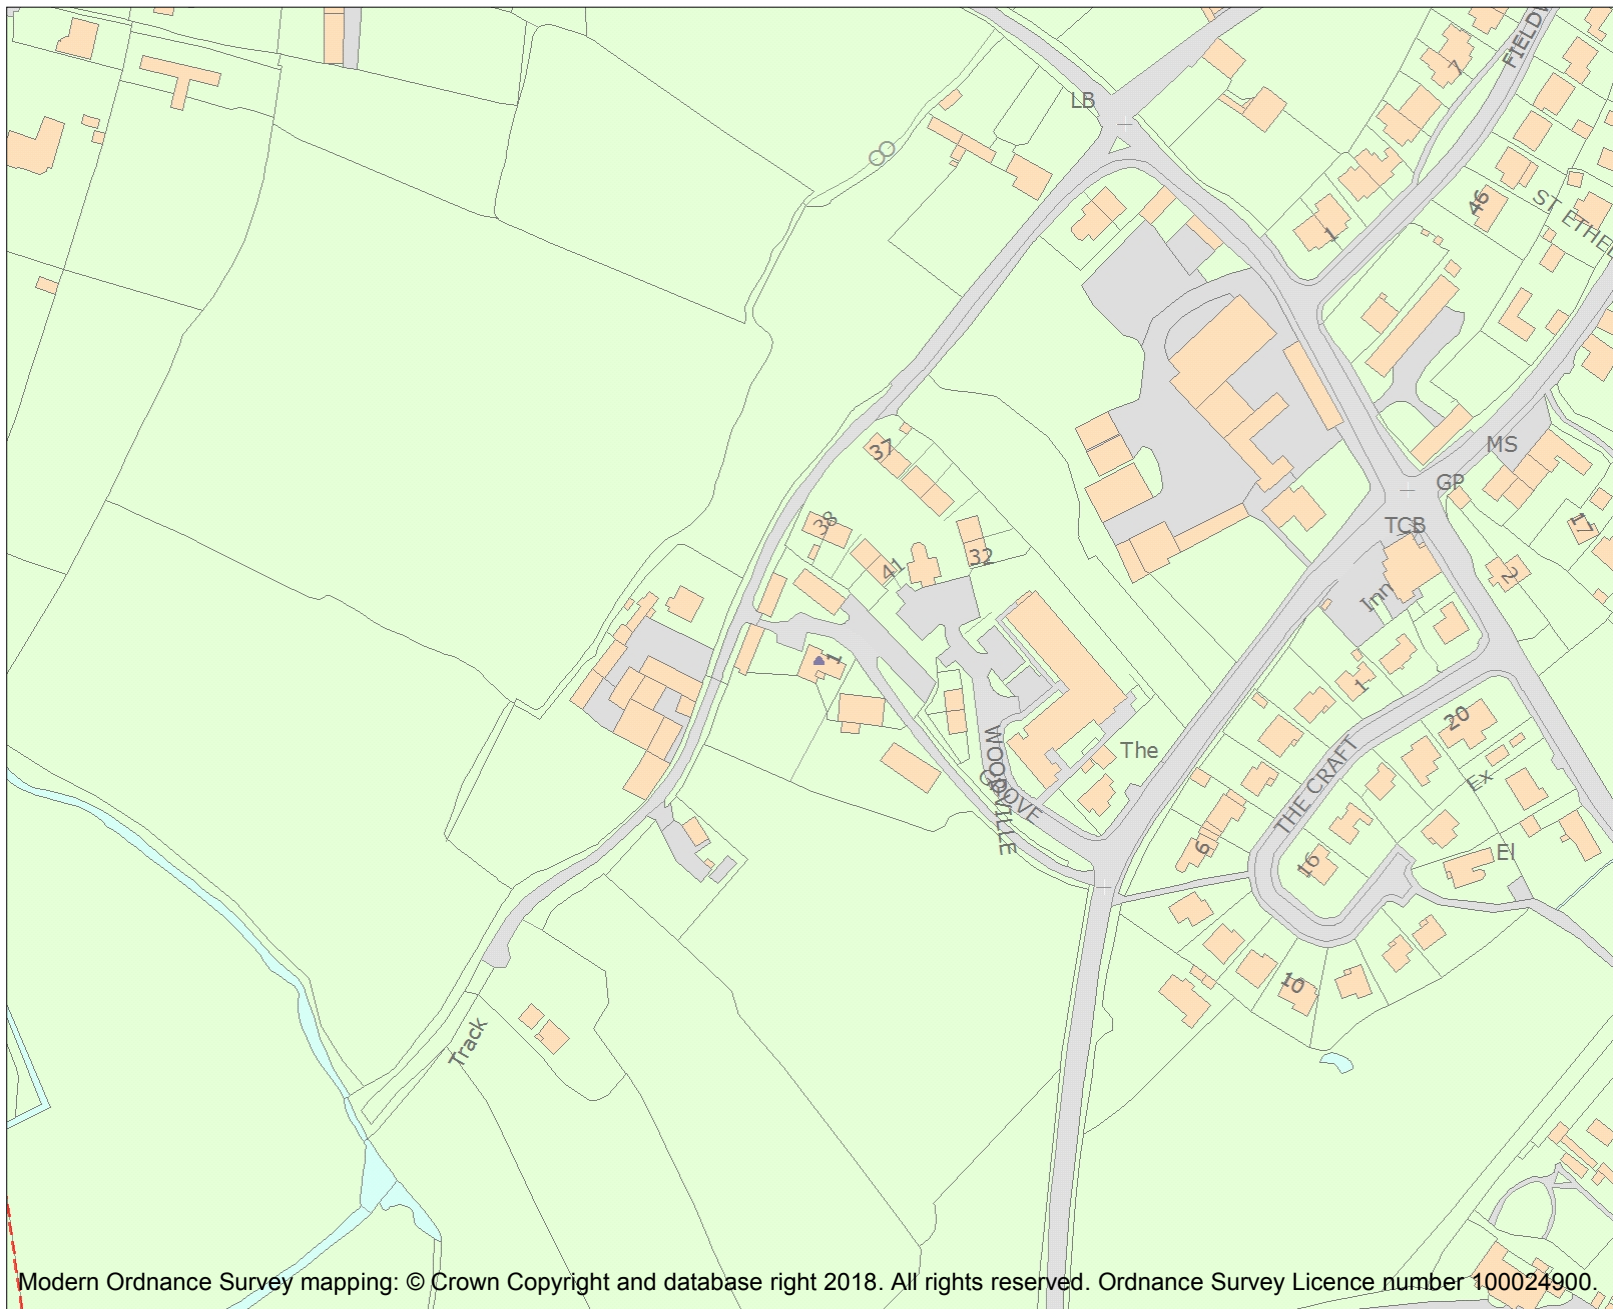 FIELDW
7
LB
46
ST ETHEL
1
37
MS
GP
38
TCB
17
32
41
2
Inn
1
1
20
The
WOODVILLE
GROVE
THE CRAFT
Ex
6
16
El
10
Track
Modern Ordnance Survey mapping: © Crown Copyright and database right 2018. All rights reserved. Ordnance Survey Licence number 100024900.